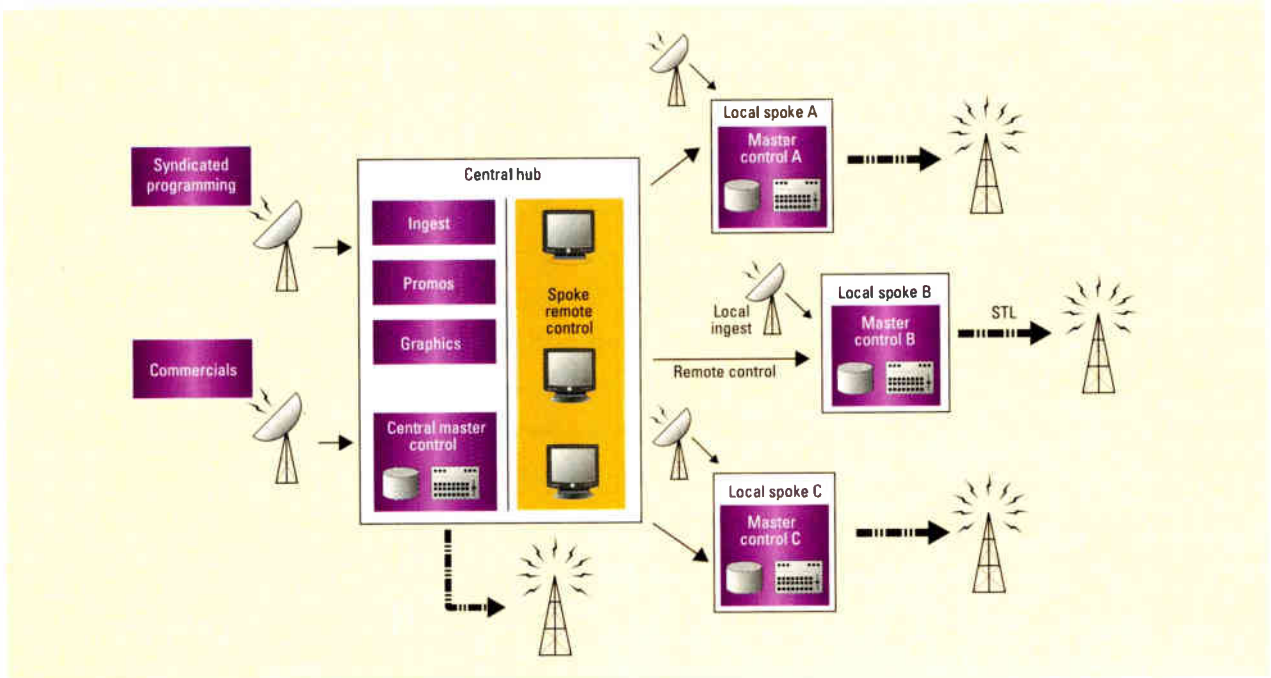 Syndicated
programming
Commercials
Central hub
Ingest
Promos
Graphics
Central master
control
Spoke
remote
control
Local spoke A
Master
control A
Local
ingest
Remote control
Local spoke B
Master
control B
STL
Local spoke C
Master
control C